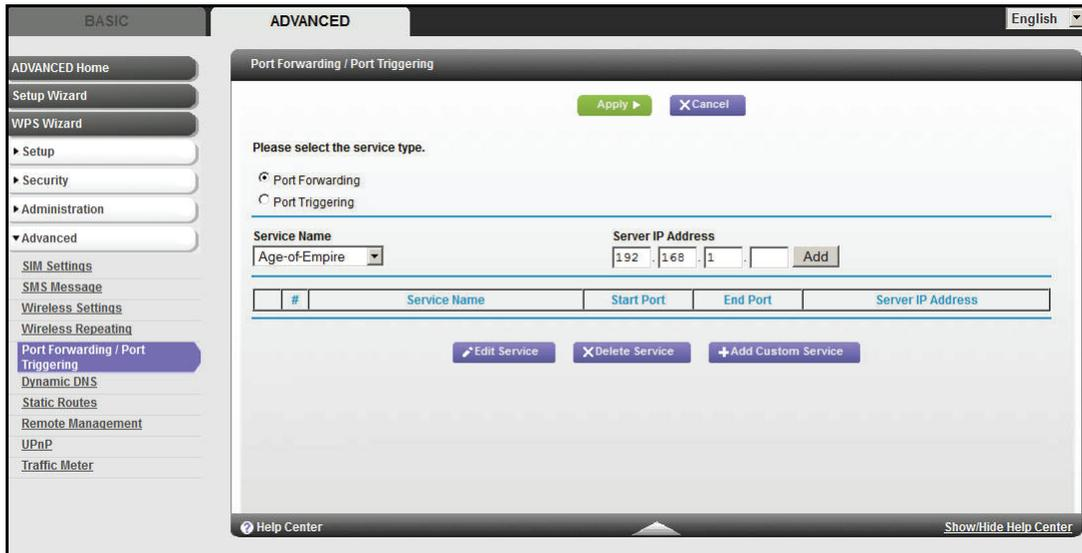 BASIC
ADVANCED
English
ADVANCED Home
Setup Wizard
WPS Wizard
Setup
Security
Administration
Advanced
SIM Settings
SMS Message
Wireless Settings
Wireless Repeating
Port Forwarding / Port
Triggering
Dynamic DNS
Static Routes
Remote Management
UPnP
Traffic Meter
Port Forwarding / Port Triggering
Apply
Cancel
Please select the service type.
Port Forwarding
Port Triggering
Service Name
Age-of-Empire
Server IP Address
192 . 168 . 1 . Add
# Service Name Start Port End Port Server IP Address
Edit Service
Delete Service
Add Custom Service
Help Center
Show/Hide Help Center